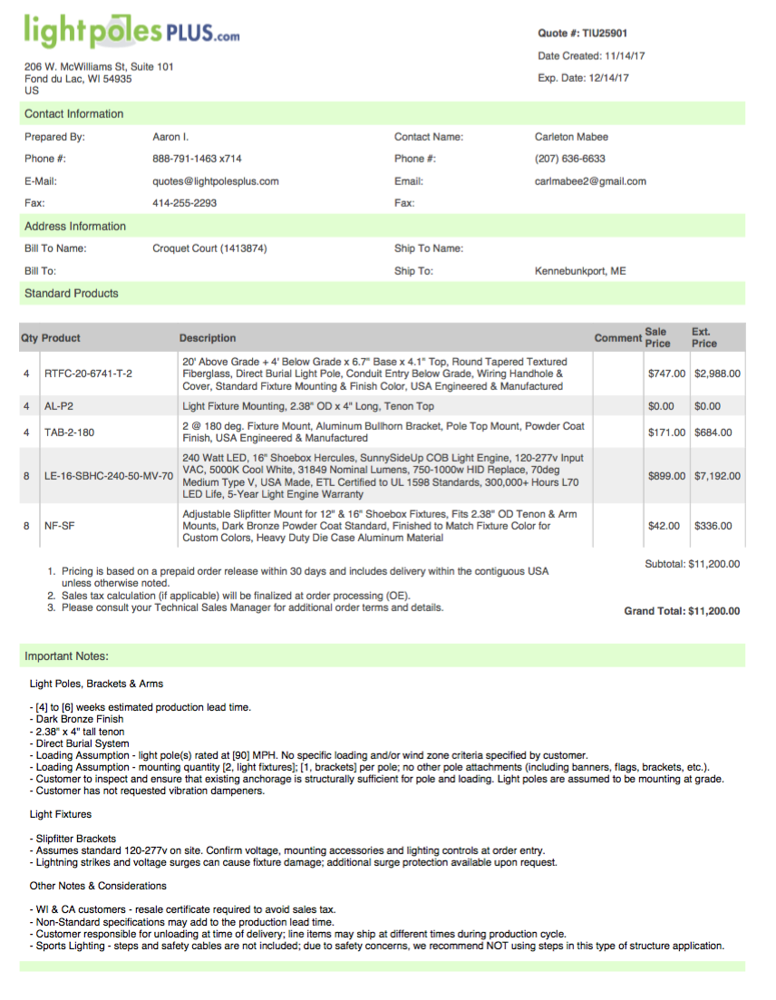 lightpolesPLUS.com
Quote #: TIU25901
Date Created: 11/14/17
Exp. Date: 12/14/17
206 W. McWilliams St, Suite 101
Fond du Lac, WI 54935
US
Contact Information
Prepared By: Aaron I. Contact Name: Carleton Mabee
Phone #: 888-791-1463 x714 Phone #: (207) 636-6633
E-Mail: quotes@lightpolesplus.com Email: carlmabee2@gmail.com
Fax: 414-255-2293 Fax:
Address Information
Bill To Name: Croquet Court (1413874) Ship To Name:
Bill To: Ship To: Kennebunkport, ME
Standard Products
Qty Product Description Comment Sale Price Ext. Price
4 RTFC-20-6741-T-2 20' Above Grade + 4' Below Grade x 6.7" Base x 4.1" Top, Round Tapered Textured
Fiberglass, Direct Burial Light Pole, Conduit Entry Below Grade, Wiring Handhole & $747.00 $2,988.00
Cover, Standard Fixture Mounting & Finish Color, USA Engineered & Manufactured
4 AL-P2 Light Fixture Mounting, 2.38" OD x 4" Long, Tenon Top $0.00 $0.00
4 TAB-2-180 2 @ 180 deg. Fixture Mount, Aluminum Bullhorn Bracket, Pole Top Mount, Powder Coat $171.00 $684.00
Finish, USA Engineered & Manufactured
240 Watt LED, 16" Shoebox Hercules, SunnySideUp COB Light Engine, 120-277v Input
8 LE-16-SBHC-240-50-MV-70 VAC, 5000K Cool White, 31849 Nominal Lumens, 750-1000w HID Replace, 70deg $899.00 $7,192.00
Medium Type V, USA Made, ETL Certified to UL 1598 Standards, 300,000+ Hours L70
LED Life, 5-Year Light Engine Warranty
Adjustable Slipfitter Mount for 12" & 16" Shoebox Fixtures, Fits 2.38" OD Tenon & Arm
8 NF-SF Mounts, Dark Bronze Powder Coat Standard, Finished to Match Fixture Color for $42.00 $336.00
Custom Colors, Heavy Duty Die Case Aluminum Material
Subtotal: $11,200.00
1. Pricing is based on a prepaid order release within 30 days and includes delivery within the contiguous USA
unless otherwise noted.
2. Sales tax calculation (if applicable) will be finalized at order processing (OE).
3. Please consult your Technical Sales Manager for additional order terms and details.
Grand Total: $11,200.00
Important Notes:
Light Poles, Brackets & Arms
- [4] to [6] weeks estimated production lead time.
- Dark Bronze Finish
- 2.38" x 4" tall tenon
- Direct Burial System
- Loading Assumption - light pole(s) rated at [90] MPH. No specific loading and/or wind zone criteria specified by customer.
- Loading Assumption - mounting quantity [2, light fixtures]; [1, brackets] per pole; no other pole attachments (including banners, flags, brackets, etc.).
- Customer to inspect and ensure that existing anchorage is structurally sufficient for pole and loading. Light poles are assumed to be mounting at grade.
- Customer has not requested vibration dampeners.
Light Fixtures
- Slipfitter Brackets
- Assumes standard 120-277v on site. Confirm voltage, mounting accessories and lighting controls at order entry.
- Lightning strikes and voltage surges can cause fixture damage; additional surge protection available upon request.
Other Notes & Considerations
- WI & CA customers - resale certificate required to avoid sales tax.
- Non-Standard specifications may add to the production lead time.
- Customer responsible for unloading at time of delivery; line items may ship at different times during production cycle.
- Sports Lighting - steps and safety cables are not included; due to safety concerns, we recommend NOT using steps in this type of structure application.